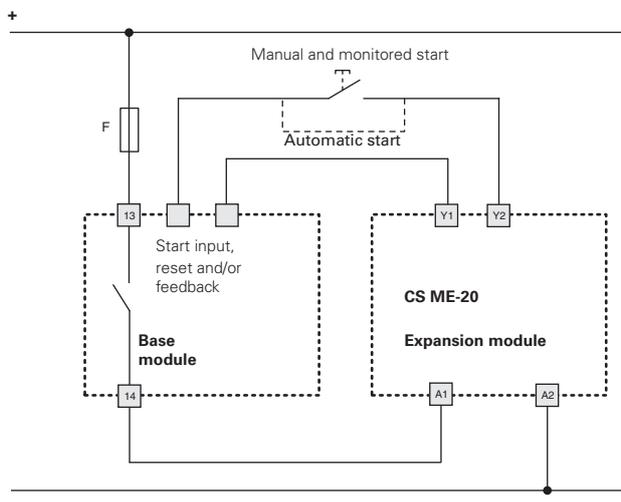 +
Manual and monitored start
F
Automatic start
13
Y1
Y2
Start input,
reset and/or
feedback
CS ME-20
Base
module
Expansion module
14
A1
A2